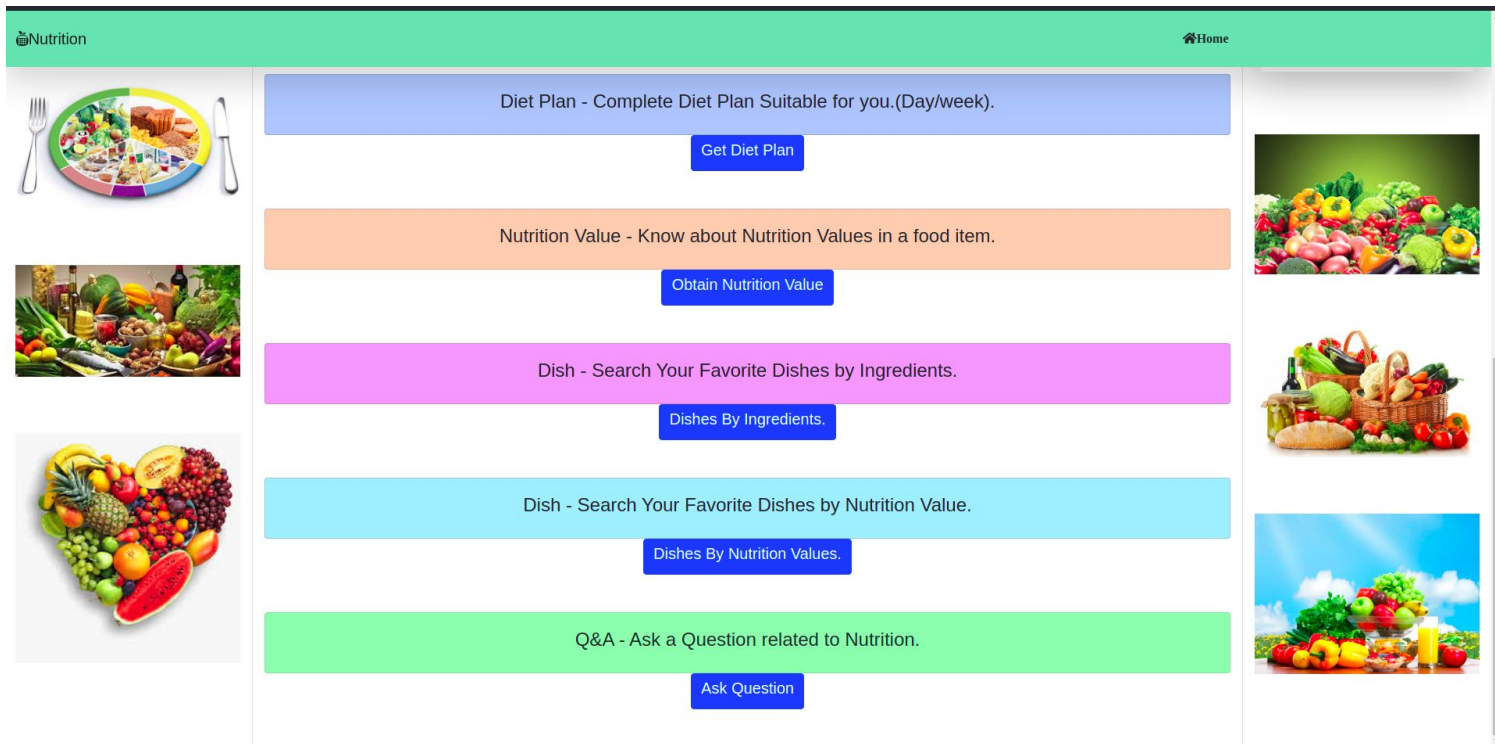 Nutrition
Home
Diet Plan - Complete Diet Plan Suitable for you.(Day/week).
Get Diet Plan
Nutrition Value - Know about Nutrition Values in a food item.
Obtain Nutrition Value
Dish - Search Your Favorite Dishes by Ingredients.
Dishes By Ingredients.
Dish - Search Your Favorite Dishes by Nutrition Value.
Dishes By Nutrition Values.
Q&A - Ask a Question related to Nutrition.
Ask Question